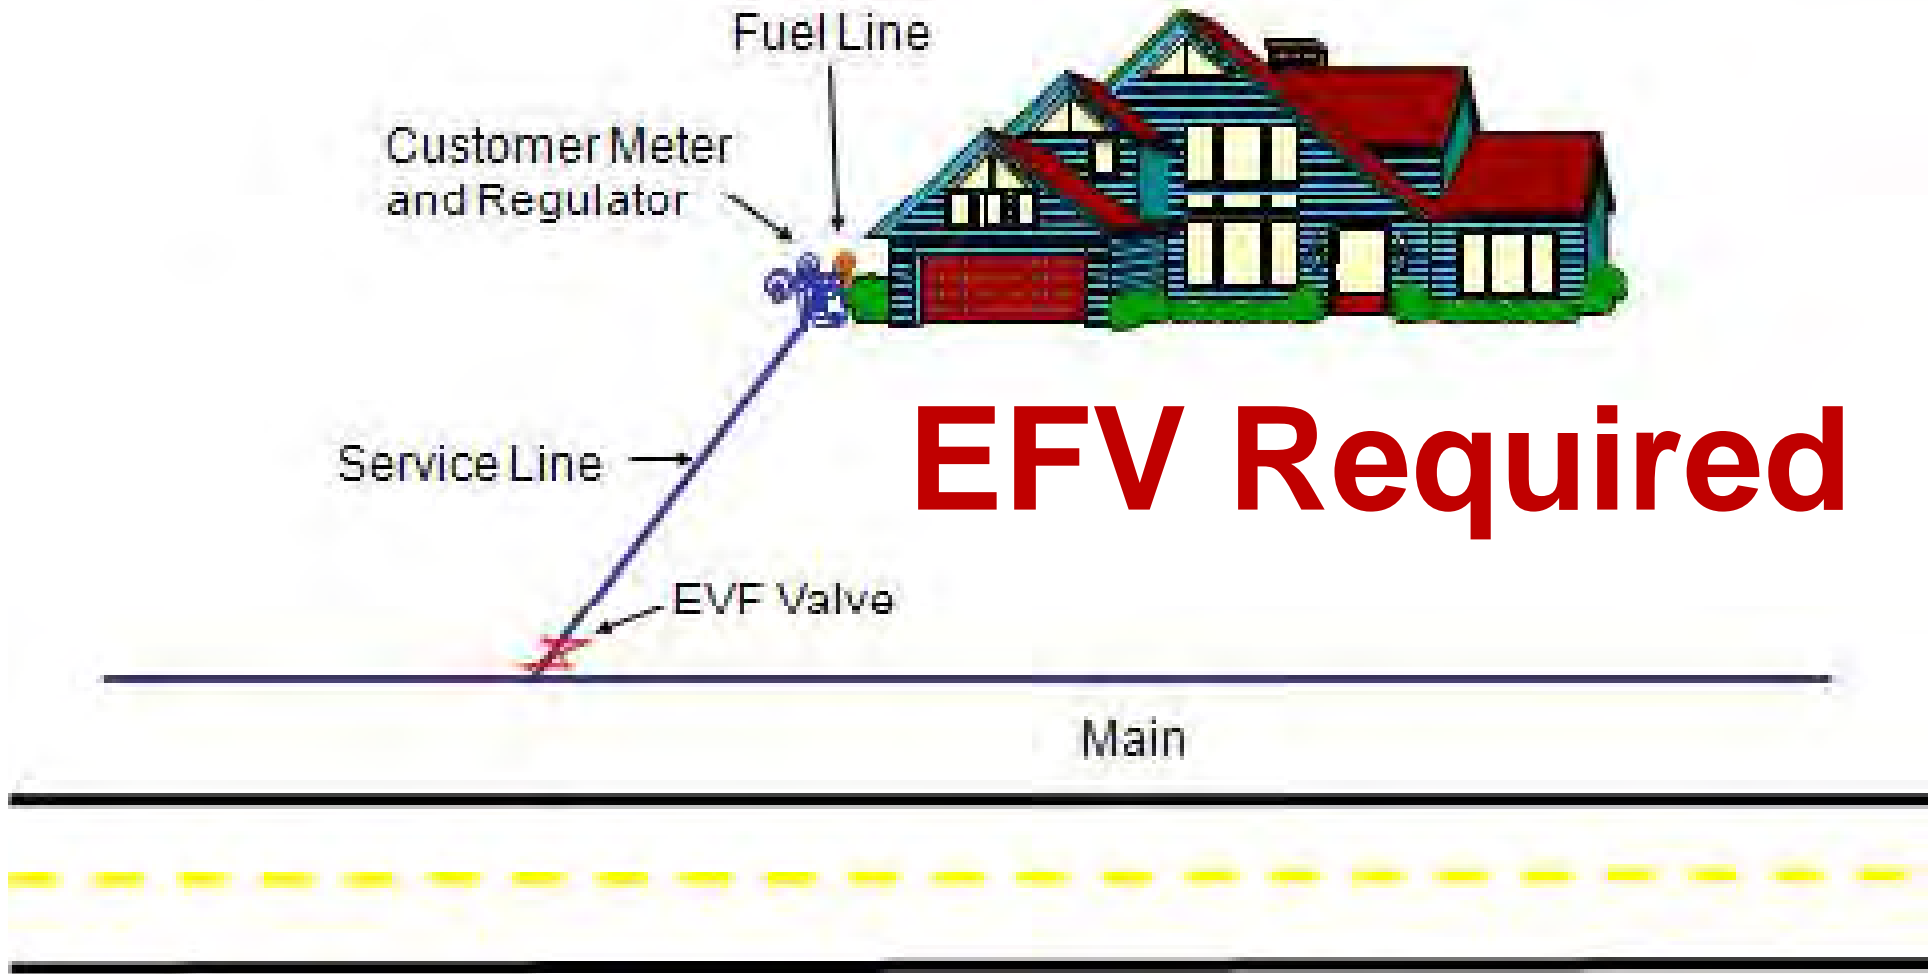 Fuel Line
Customer Meter
and Regulator
EFV Required
Service Line
EVF Valve
Main